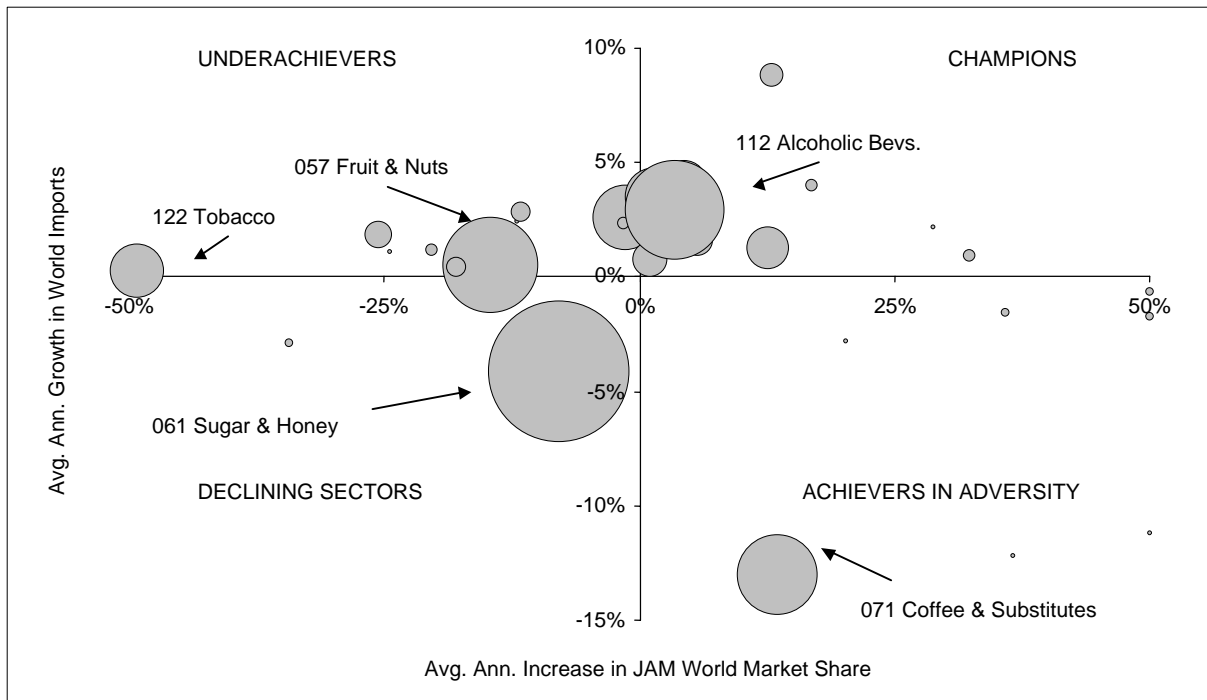 10%
UNDERACHIEVERS
CHAMPIONS
112 Alcoholic Bevs.
057 Fruit & Nuts
5%
122 Tobacco
0%
-50%
-25%
0%
25%
50%
-5%
061 Sugar & Honey
DECLINING SECTORS
ACHIEVERS IN ADVERSITY
-10%
071 Coffee & Substitutes
-15%
Avg. Ann. Growth in World Imports
Avg. Ann. Increase in JAM World Market Share